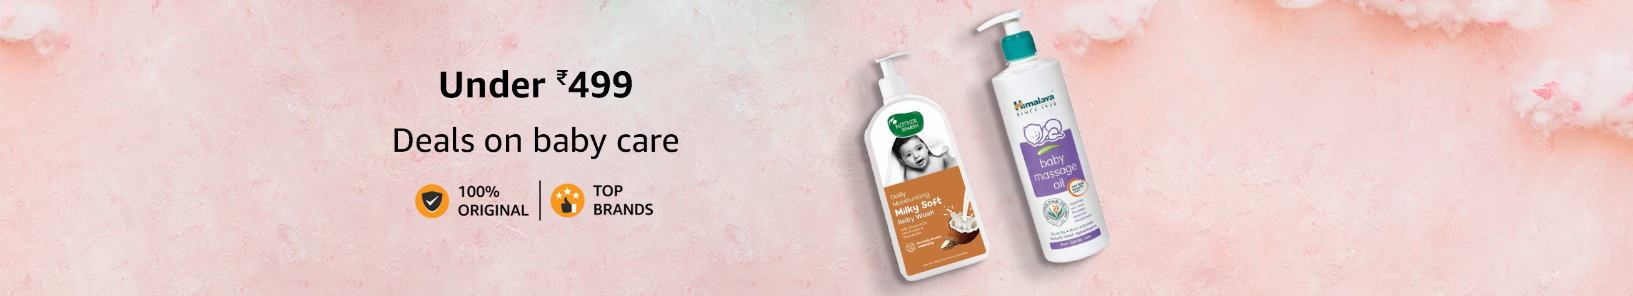 Under ₹499
Deals on baby care
100%
ORIGINAL
TOP
BRANDS
MOTHER
SPARSH
Daily
Moisturizing
Milky Soft
Baby Wash
Himalaya
SINCE 1930
baby
massage
oil